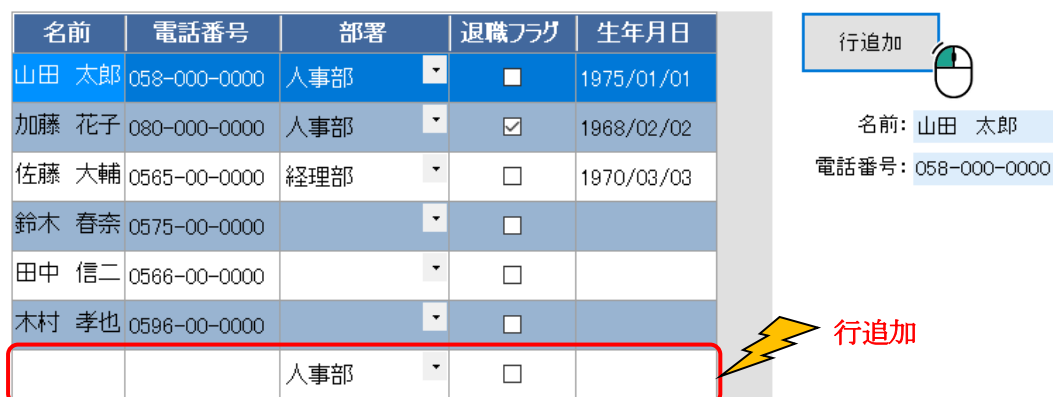 名前 電話番号 部署 退職フラグ 生年月日
山田 太郎 058-000-0000 人事部 1975/01/01
加藤 花子 080-000-0000 人事部 1968/02/02
佐藤 大輔 0565-00-0000 経理部 1970/03/03
鈴木 春奈 0575-00-0000
田中 信二 0566-00-0000
木村 孝也 0596-00-0000
人事部
行追加
名前: 山田 太郎
電話番号: 058-000-0000
行追加